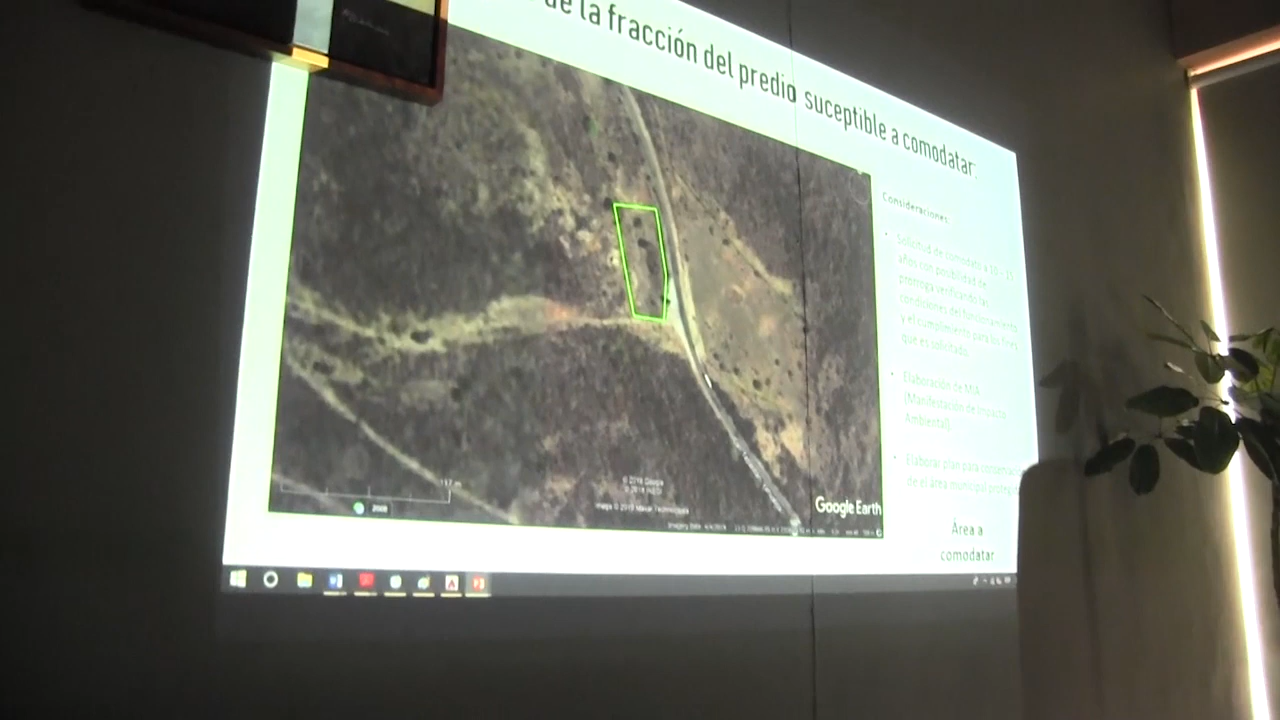 de la fracción del predio suceptible a comodatar:
Consideraciones:
Solicitud de comodato a 10 - 15
años con posibilidad de
prórroga verificando las
condiciones del funcionamiento
y el cumplimiento para los fines
que es solicitado.
Elaboración de MIA
(Manifestación de Impacto
Ambiental)
Elaborar plan para
de el área municipal
Área a
comodatar
Google Earth